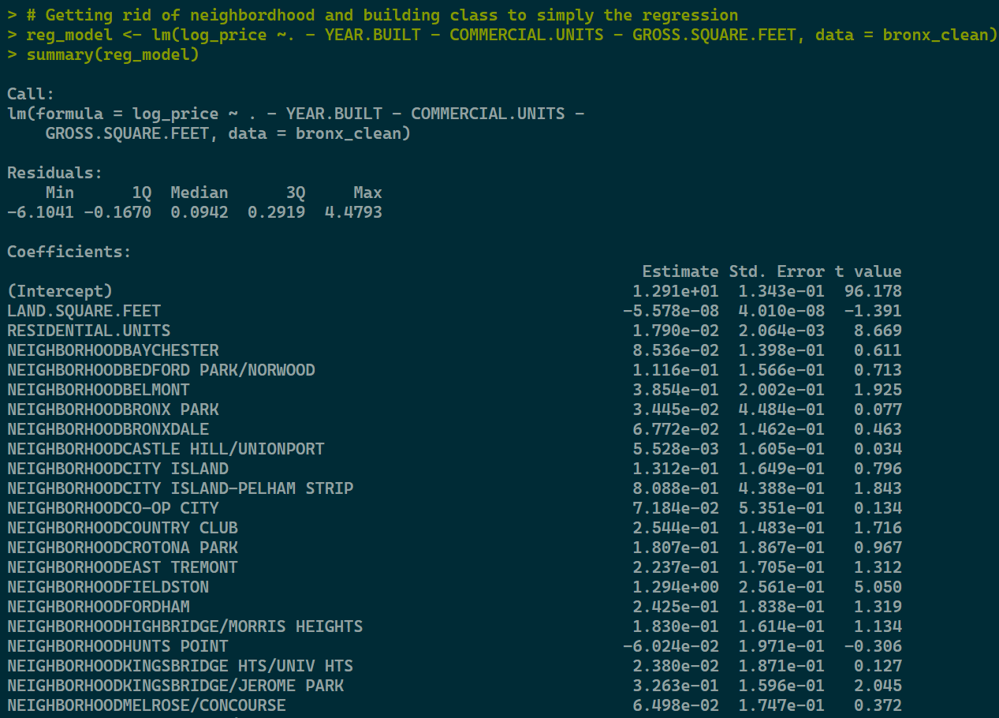 > # Getting rid of neighbordhood and building class to simply the regression
> reg_model <- lm(log_price ~. - YEAR.BUILT - COMMERCIAL.UNITS - GROSS.SQUARE.FEET, data = bronx_clean)
> summary(reg_model)
Call:
lm(formula = log_price ~ . - YEAR.BUILT - COMMERCIAL.UNITS -
    GROSS.SQUARE.FEET, data = bronx_clean)
Residuals:
    Min      1Q  Median      3Q     Max
-6.1041 -0.1670  0.0942  0.2919  4.4793
Coefficients:
Estimate Std. Error t value
(Intercept) 1.291e+01 1.343e-01 96.178
LAND.SQUARE.FEET -5.578e-08 4.010e-08 -1.391
RESIDENTIAL.UNITS 1.790e-02 2.064e-03 8.669
NEIGHBORHOODBAYCHESTER 8.536e-02 1.398e-01 0.611
NEIGHBORHOODBEDFORD PARK/NORWOOD 1.116e-01 1.566e-01 0.713
NEIGHBORHOODBELMONT 3.854e-01 2.002e-01 1.925
NEIGHBORHOODBRONX PARK 3.445e-02 4.484e-01 0.077
NEIGHBORHOODBRONXDALE 6.772e-02 1.462e-01 0.463
NEIGHBORHOODCASTLE HILL/UNIONPORT 5.528e-03 1.605e-01 0.034
NEIGHBORHOODCITY ISLAND 1.312e-01 1.649e-01 0.796
NEIGHBORHOODCITY ISLAND-PELHAM STRIP 8.088e-01 4.388e-01 1.843
NEIGHBORHOODCO-OP CITY 7.184e-02 5.351e-01 0.134
NEIGHBORHOODCOUNTRY CLUB 2.544e-01 1.483e-01 1.716
NEIGHBORHOODCROTONA PARK 1.807e-01 1.867e-01 0.967
NEIGHBORHOODEAST TREMONT 2.237e-01 1.705e-01 1.312
NEIGHBORHOODFIELDSTON 1.294e+00 2.561e-01 5.050
NEIGHBORHOODFORDHAM 2.425e-01 1.838e-01 1.319
NEIGHBORHOODHIGHBRIDGE/MORRIS HEIGHTS 1.830e-01 1.614e-01 1.134
NEIGHBORHOODHUNTS POINT -6.024e-02 1.971e-01 -0.306
NEIGHBORHOODKINGSBRIDGE HTS/UNIV HTS 2.380e-02 1.871e-01 0.127
NEIGHBORHOODKINGSBRIDGE/JEROME PARK 3.263e-01 1.596e-01 2.045
NEIGHBORHOODMELROSE/CONCOURSE 6.498e-02 1.747e-01 0.372